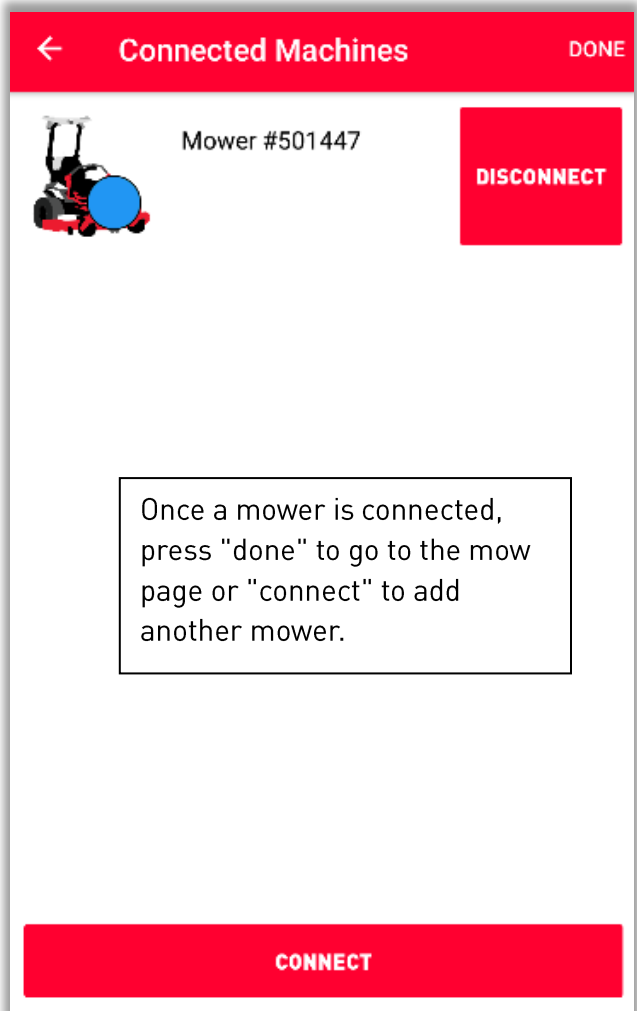 Connected Machines
DONE
Mower #501447
DISCONNECT
Once a mower is connected,
press "done" to go to the mow
page or "connect" to add
another mower.
CONNECT